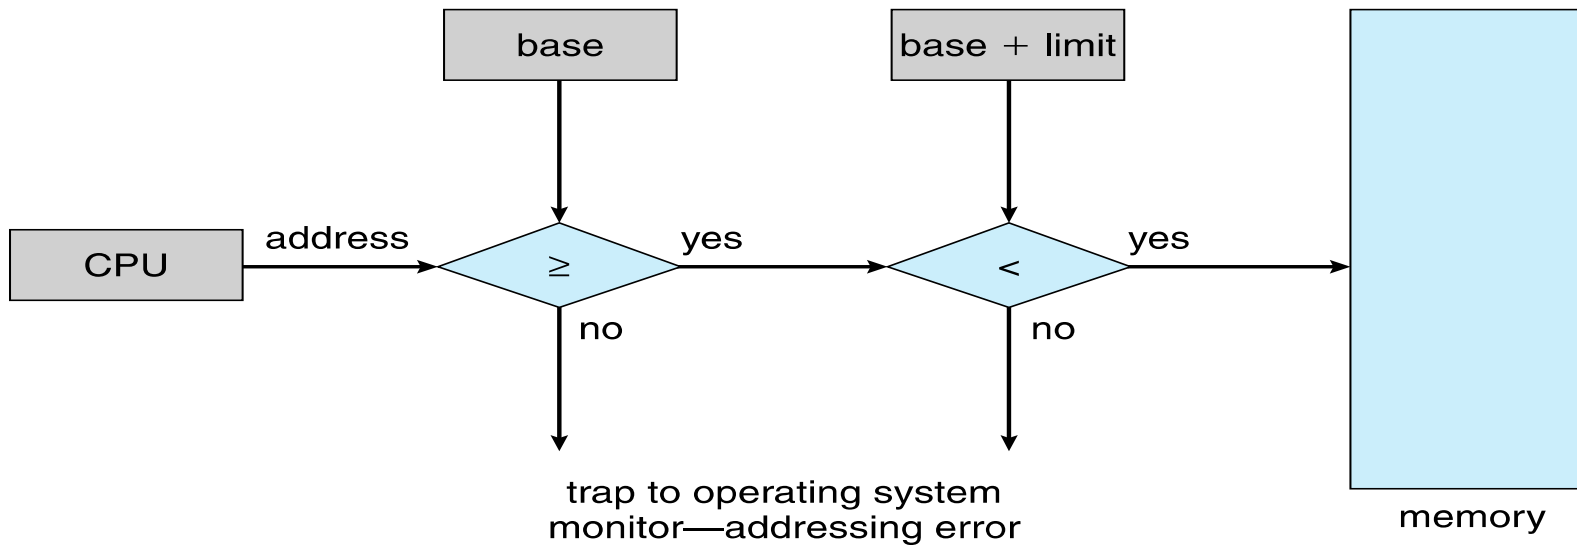 base
base + limit
CPU
address
≥
yes
<
yes
no
no
trap to operating system
monitor—addressing error
memory